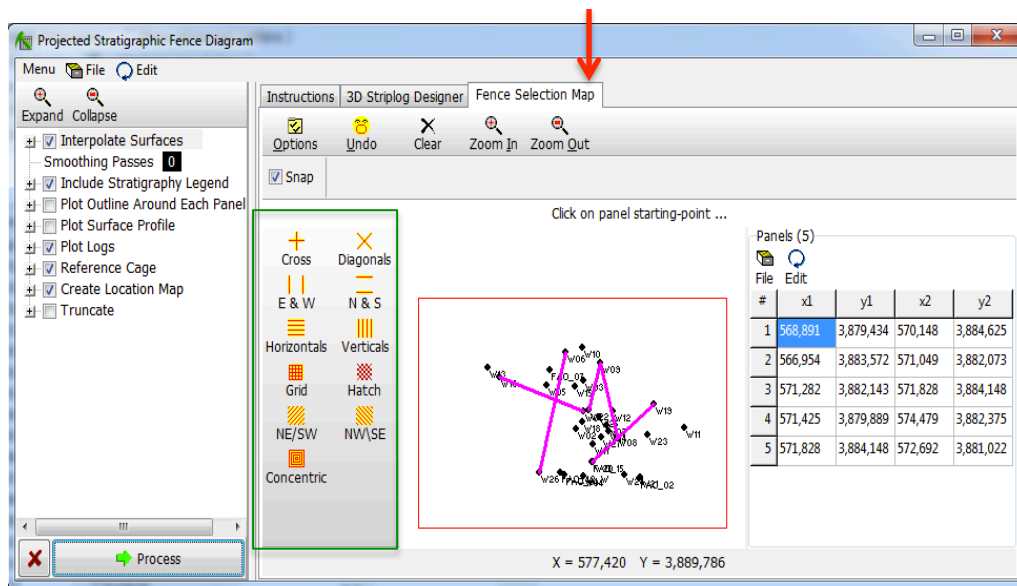 Projected Stratigraphic Fence Diagram
Menu File Edit
Expand Collapse
Interpolate Surfaces
Smoothing Passes 0
Include Stratigraphy Legend
Plot Outline Around Each Panel
Plot Surface Profile
Plot Logs
Reference Cage
Create Location Map
Truncate
Process
Instructions 3D Striplog Designer Fence Selection Map
Options Undo Clear Zoom In Zoom Out
Snap
Click on panel starting-point ...
Cross Diagonals
E & W N & S
Horizontals Verticals
Grid Hatch
NE/SW NW\SE
Concentric
W10
W06
W09
W13
W05
W19
W12
W11
W23
W18
W02
W08
W26
Panels (5)
File Edit
# x1 y1 x2 y2
1 568,891 3,879,434 570,148 3,884,625
2 566,954 3,883,572 571,049 3,882,073
3 571,282 3,882,143 571,828 3,884,148
4 571,425 3,879,889 574,479 3,882,375
5 571,828 3,884,148 572,692 3,881,022
X = 577,420 Y = 3,889,786